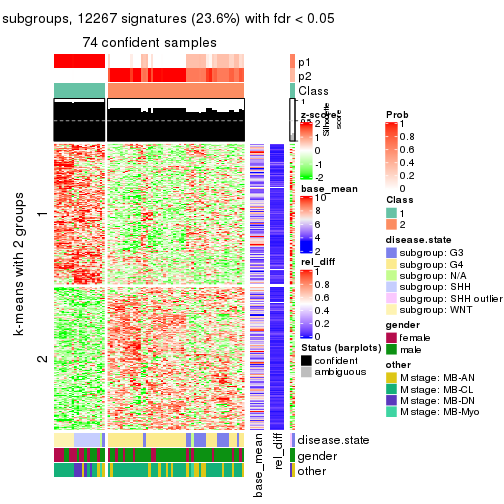 subgroups, 12267 signatures (23.6%) with fdr < 0.05
74 confident samples
p1
p2
Class
1
Silhouette
score
z-score
2
1
0
-1
-2
base_mean
10
8
6
4
2
rel_diff
1
0.8
0.6
0.4
0.2
0
Status (barplots)
confident
ambiguous
Prob
1
0.8
0.6
0.4
0.2
0
Class
1
2
disease.state
subgroup: G3
subgroup: G4
subgroup: N/A
subgroup: SHH
subgroup: SHH outlier
subgroup: WNT
gender
female
male
other
M stage: MB-AN
M stage: MB-CL
M stage: MB-DN
M stage: MB-Myo
k-means with 2 groups
1
2
disease.state
gender
other
base_mean
rel_diff